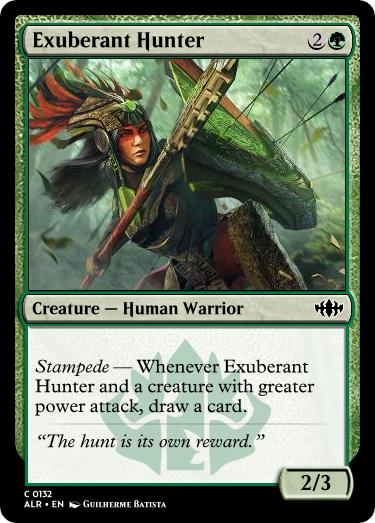 Exuberant Hunter 2
Creature — Human Warrior
Stampede — Whenever Exuberant
Hunter and a creature with greater
power attack, draw a card.
“The hunt is its own reward.”
2/3
C 0132
ALR • EN Guilherme Batista